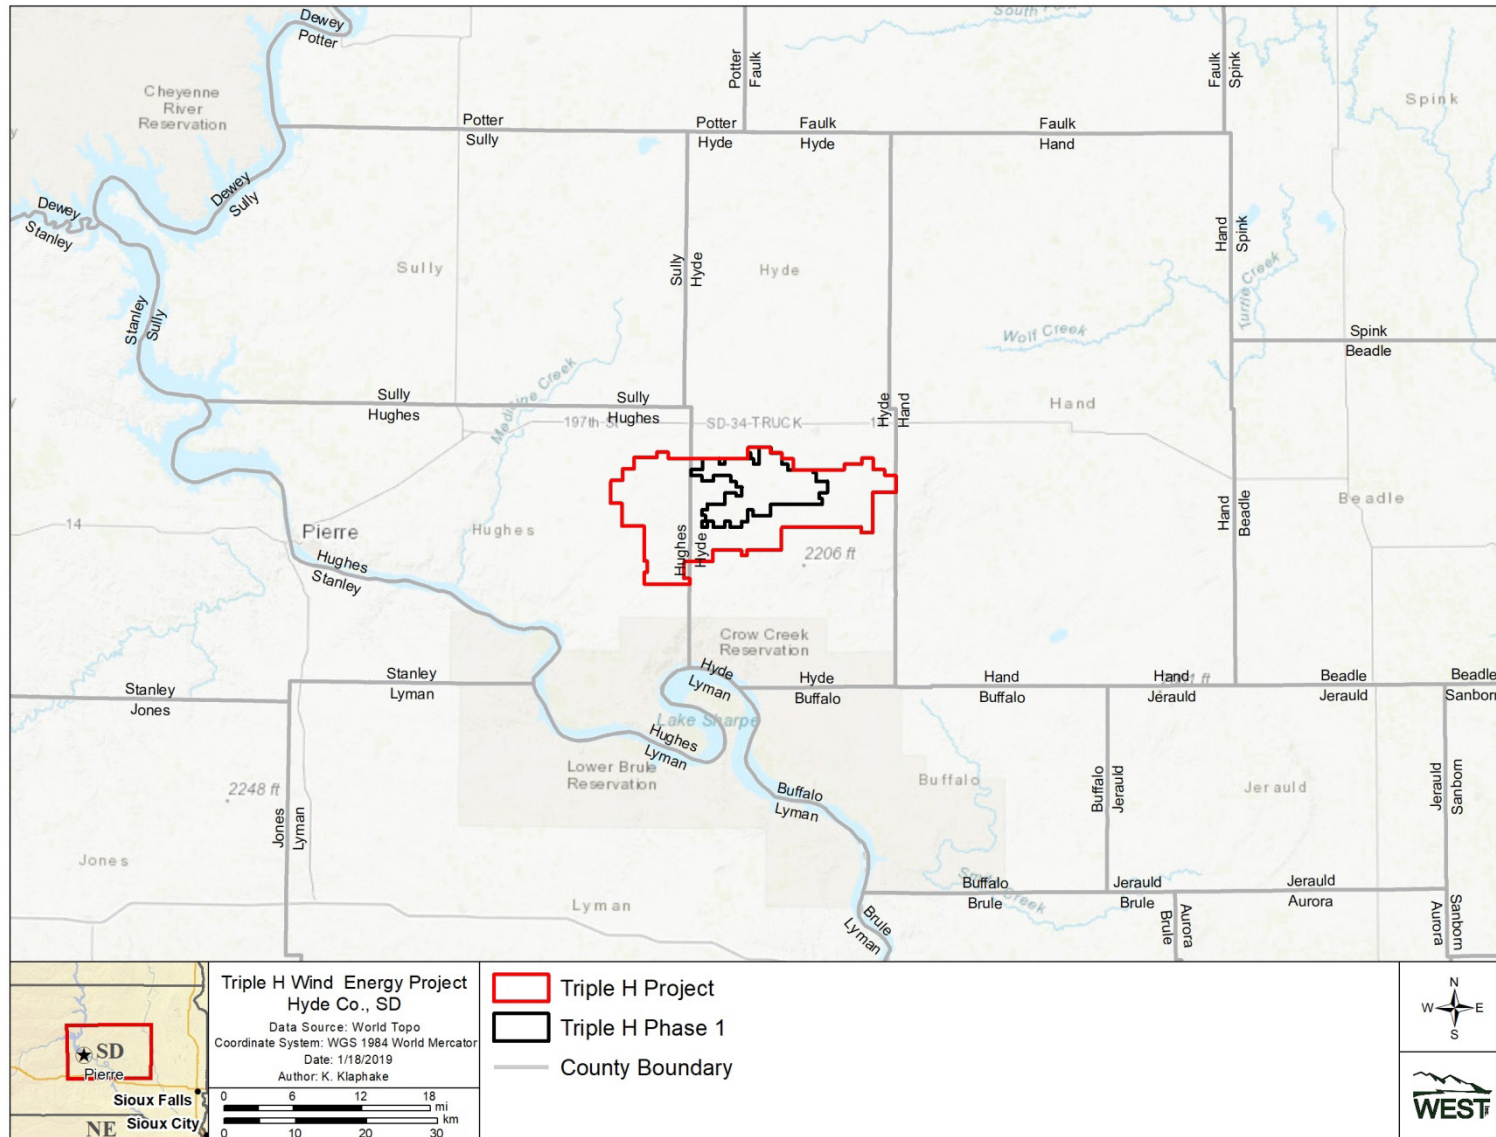 Dewey
Potter
South Fork
Cheyenne
River
Reservation
Potter
Faulk
Faulk
Spink
Spink
Potter
Sully
Potter
Hyde
Faulk
Hyde
Faulk
Hand
Dewey
Sully
Dewey
Stanley
Sully
Sully
Hyde
Hyde
Hand
Spink
Turtle Creek
Wolf Creek
Stanley
Sully
Spink
Beadle
Medicine Creek
Sully
Hughes
Sully
Hughes
197th St
SD-34-TRUCK
Hyde
Hand
Hand
14
Pierre
Hughes
Hughes
Hyde
2206 ft
Hand
Beadle
Beadle
Hughes
Stanley
Crow Creek
Reservation
Stanley
Jones
Stanley
Lyman
Hyde
Lyman
Hyde
Buffalo
Hand
Buffalo
Hand
Jerauld
Beadle
Jerauld
Beadle
Sanborn
Lake Sharpe
Hughes
Lyman
Lower Brule
Reservation
2248 ft
Jones
Lyman
Buffalo
Lyman
Buffalo
Buffalo
Jerauld
Jerauld
Jerauld
Sanborn
Jones
Lyman
Buffalo
Brule
Jerauld
Brule
Jerauld
Aurora
Brule
Lyman
Brule
Aurora
Aurora
Sanborn
SD
Pierre
Sioux Falls
Sioux City
NE
Triple H Wind Energy Project
Hyde Co., SD
Data Source: World Topo
Coordinate System: WGS 1984 World Mercator
Date: 1/18/2019
Author: K. Klaphake
0 6 12 18
mi
km
0 10 20 30
Triple H Project
Triple H Phase 1
County Boundary
N
W E
S
WEST